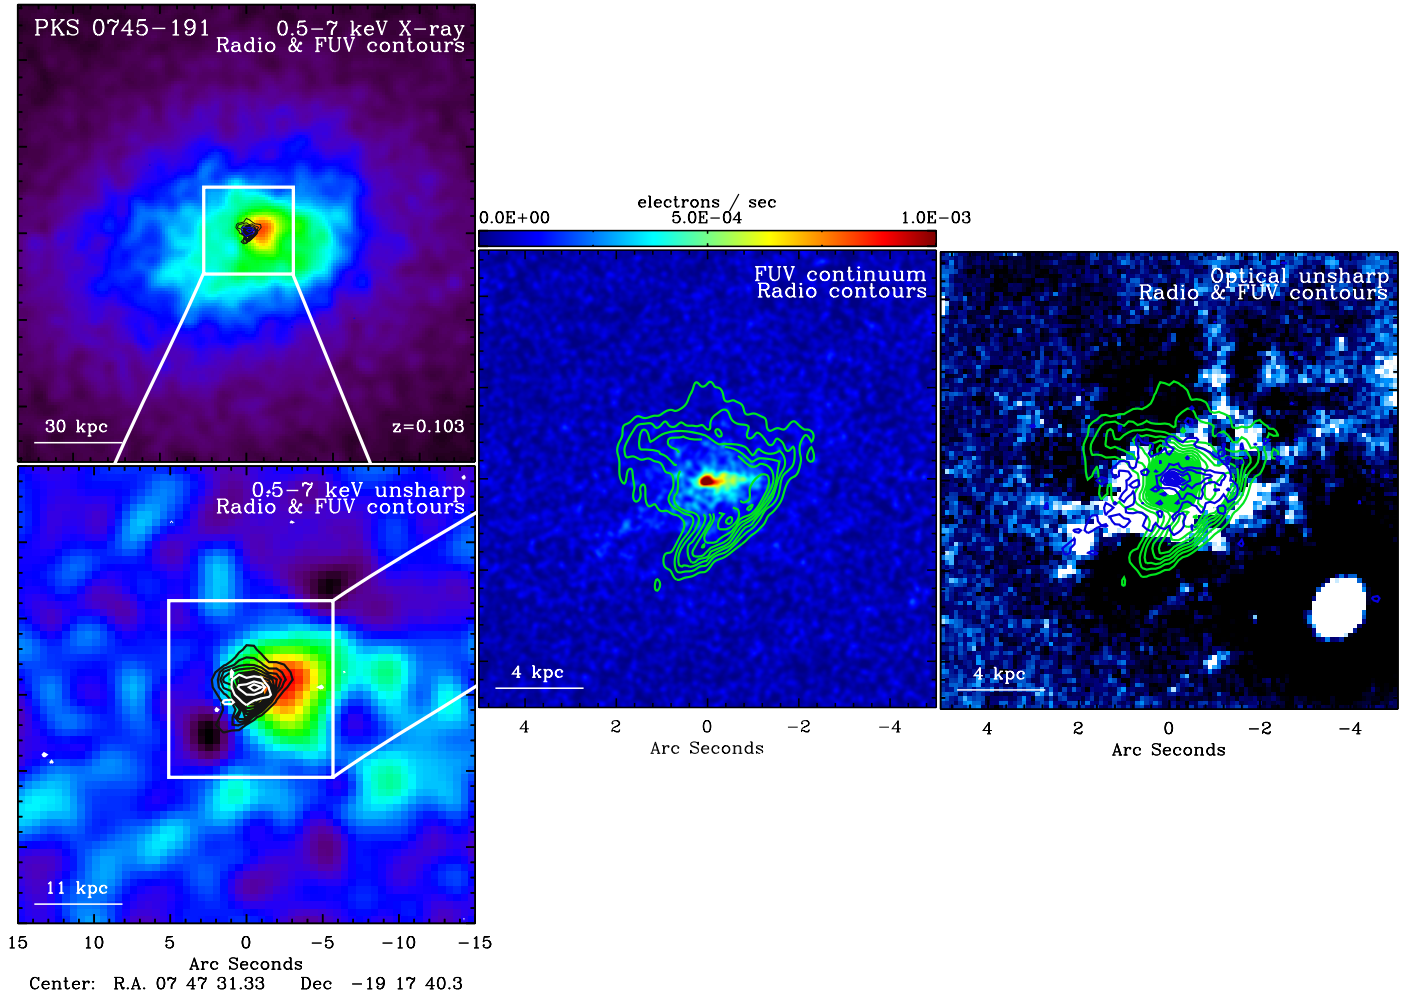 PKS 0745-191
0.5-7 keV X-ray
Radio & FUV contours
30 kpc
z=0.103
0.5-7 keV unsharp
Radio & FUV contours
11 kpc
15 10 5 0 -5 -10 -15
Arc Seconds
Center: R.A. 07 47 31.33 Dec -19 17 40.3
electrons / sec
0.0E+00 5.0E-04 1.0E-03
FUV continuum
Radio contours
4 kpc
4 2 0 -2 -4
Arc Seconds
Optical unsharp
Radio & FUV contours
4 kpc
4 2 0 -2 -4
Arc Seconds